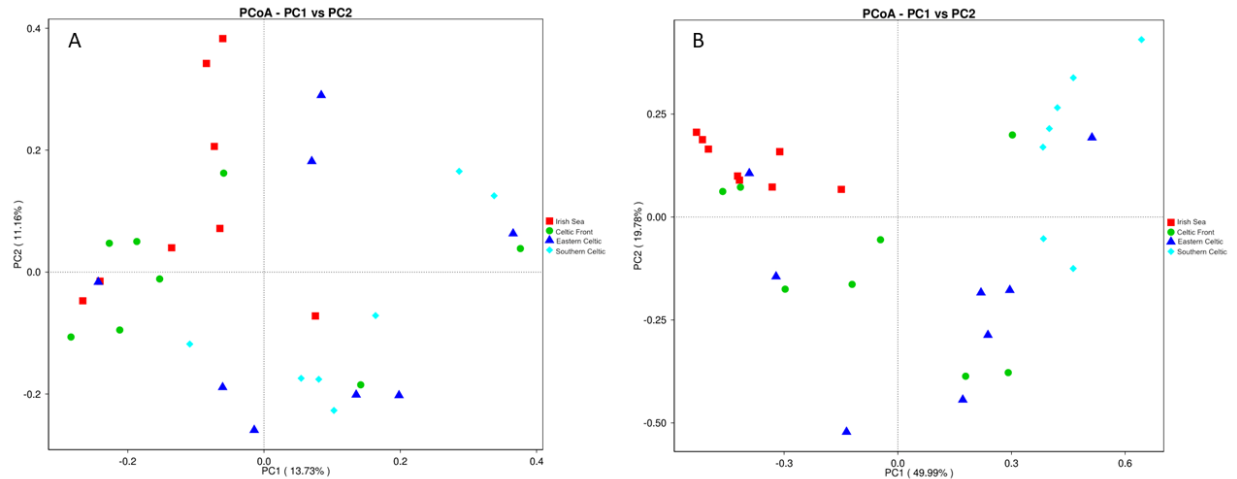 PCoA - PC1 vs PC2
A
0.4
0.2
0.0
-0.2
PC2 ( 11.16%)
-0.2
0.0
0.2
0.4
PC1 ( 13.73%)
Irish Sea
Celtic Front
Eastern Celtic
Southern Celtic
PCoA - PC1 vs PC2
B
0.25
0.00
-0.25
-0.50
PC2 ( 19.78%)
-0.3
0.0
0.3
0.6
PC1 ( 49.99%)
Irish Sea
Celtic Front
Eastern Celtic
Southern Celtic